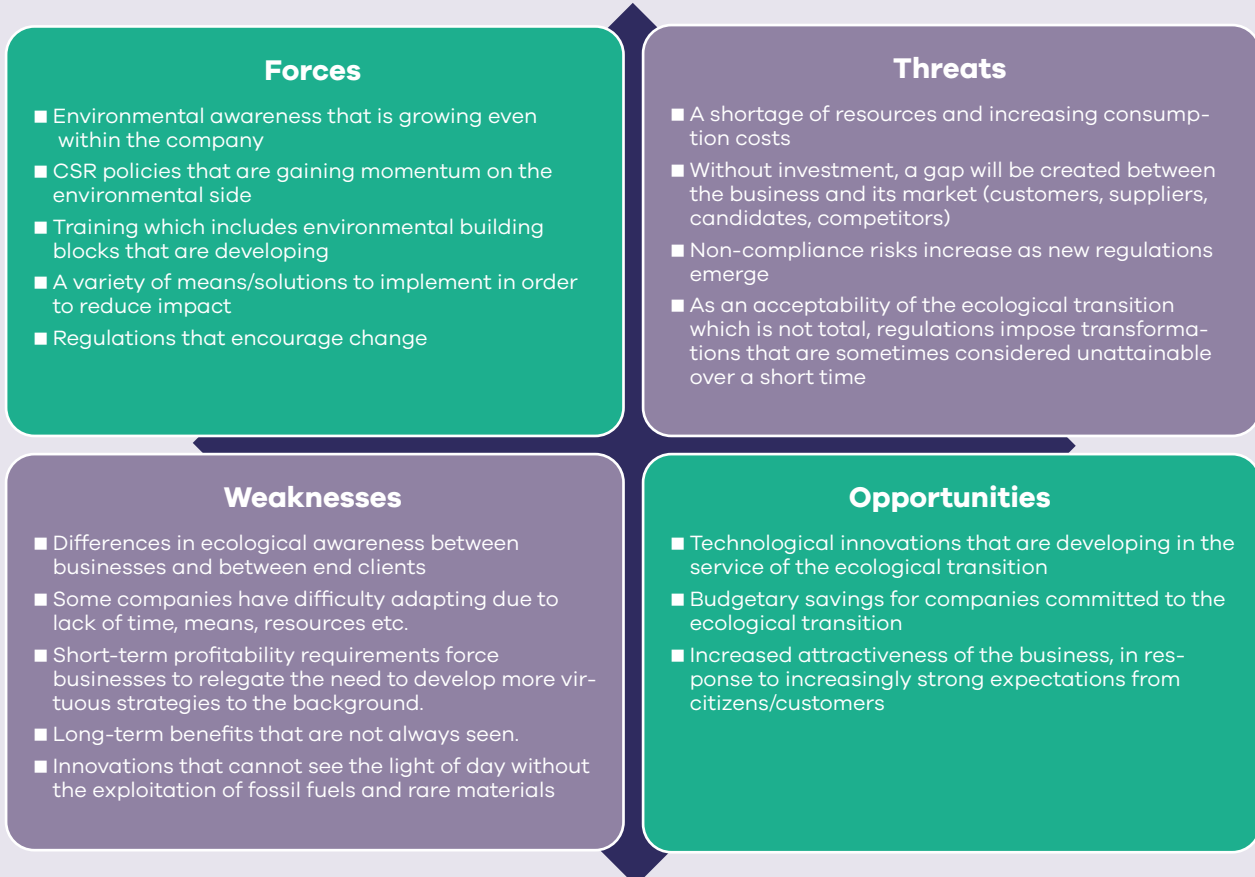 Forces
■ Environmental awareness that is growing even
within the company
■ CSR policies that are gaining momentum on the
environmental side
■ Training which includes environmental building
blocks that are developing
■ A variety of means/solutions to implement in order
to reduce impact
■ Regulations that encourage change
Threats
■ A shortage of resources and increasing consump-
tion costs
■ Without investment, a gap will be created between
the business and its market (customers, suppliers,
candidates, competitors)
■ Non-compliance risks increase as new regulations
emerge
■ As an acceptability of the ecological transition
which is not total, regulations impose transforma-
tions that are sometimes considered unattainable
over a short time
Weaknesses
■ Differences in ecological awareness between
businesses and between end clients
■ Some companies have difficulty adapting due to
lack of time, means, resources etc.
■ Short-term profitability requirements force
businesses to relegate the need to develop more vir-
tuous strategies to the background.
■ Long-term benefits that are not always seen.
■ Innovations that cannot see the light of day without
the exploitation of fossil fuels and rare materials
Opportunities
■ Technological innovations that are developing in the
service of the ecological transition
■ Budgetary savings for companies committed to the
ecological transition
■ Increased attractiveness of the business, in res-
ponse to increasingly strong expectations from
citizens/customers